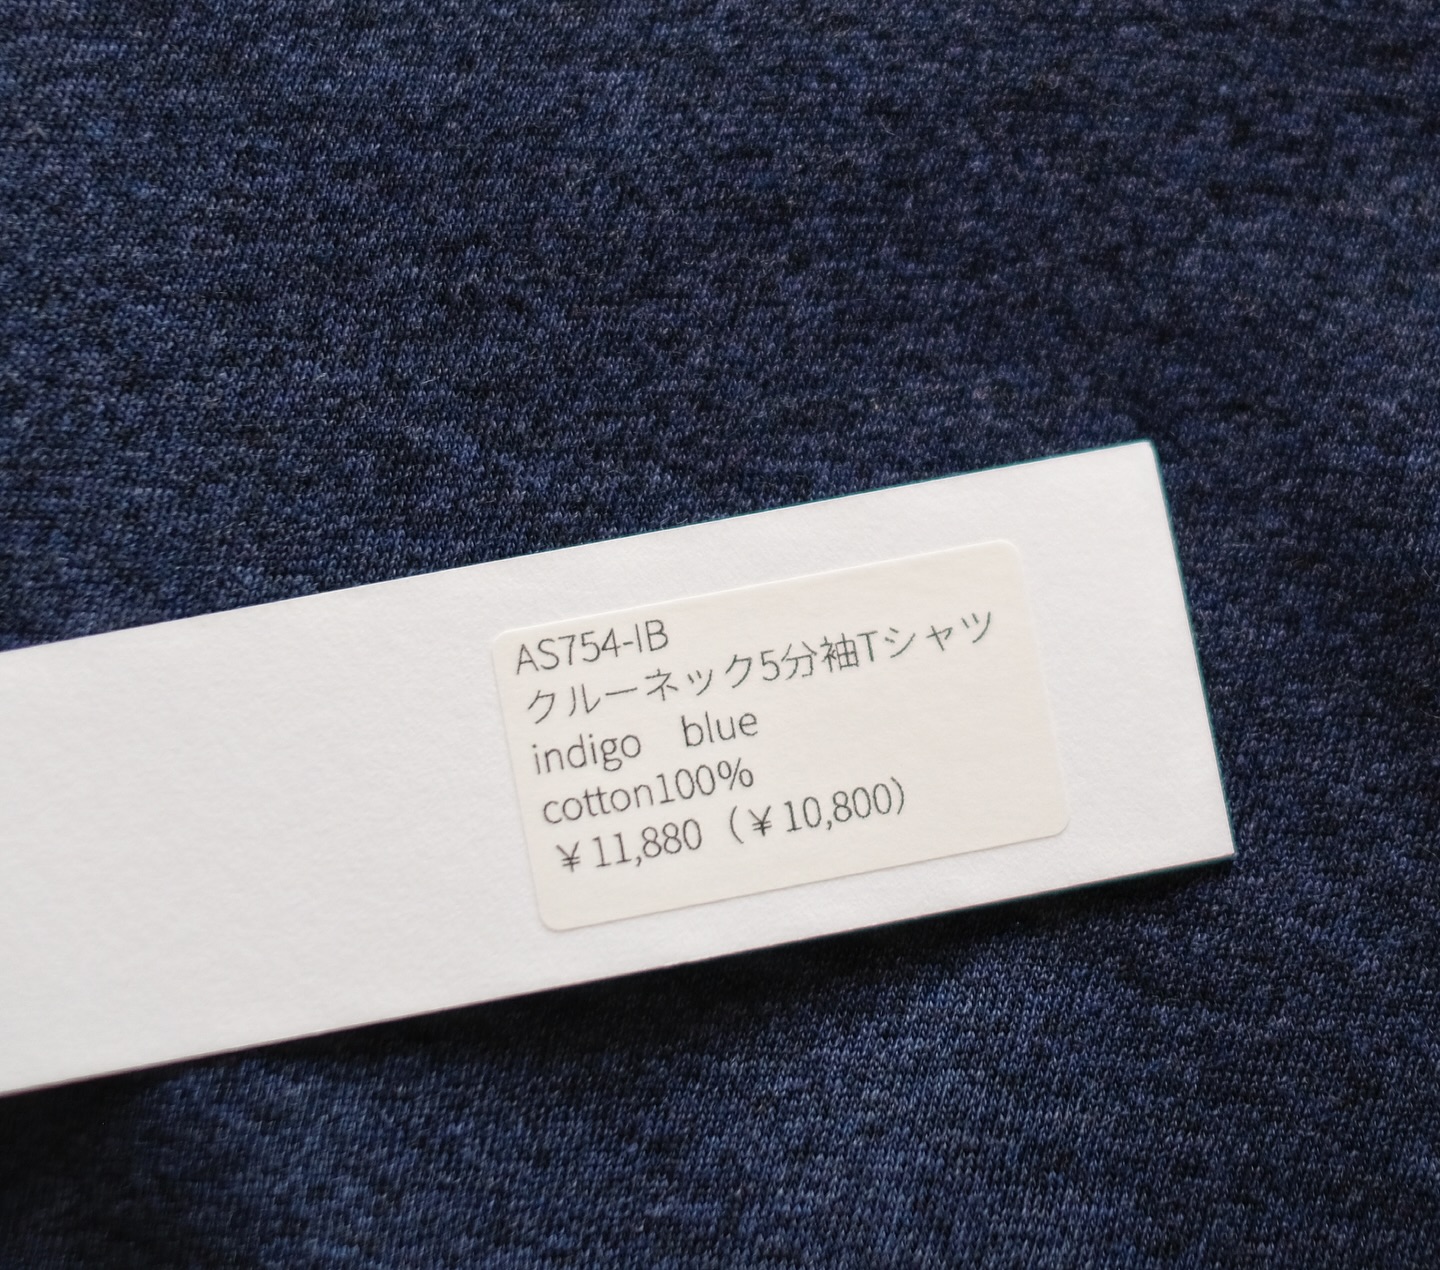 AS754-IB
クルーネック5分袖Tシャツ
indigo　blue
cotton100%
￥11,880（￥10,800）